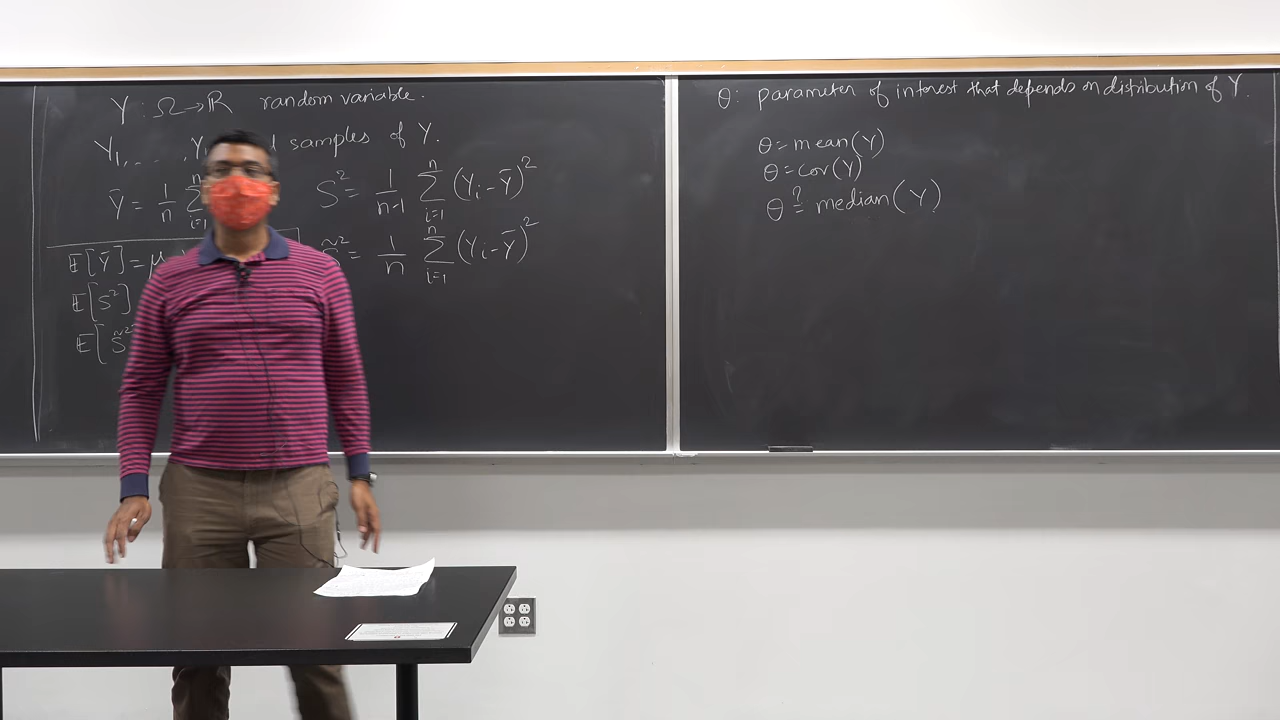 Y : Ω → ℝ random variable.
Y₁, ..., Y samples of Y.
Ȳ = 1/n Σ i=1 n
S² = 1/(n-1) Σ_{i=1}^{n} (Yᵢ - Ȳ)²
S̃² = 1/n Σ_{i=1}^{n} (Yᵢ - Ȳ)²
E[Ȳ] = μ
E[S²]
E[S̃²
θ: parameter of interest that depends on distribution of Y.
θ = mean(Y)
θ = cov(Y)
θ ?= median(Y)